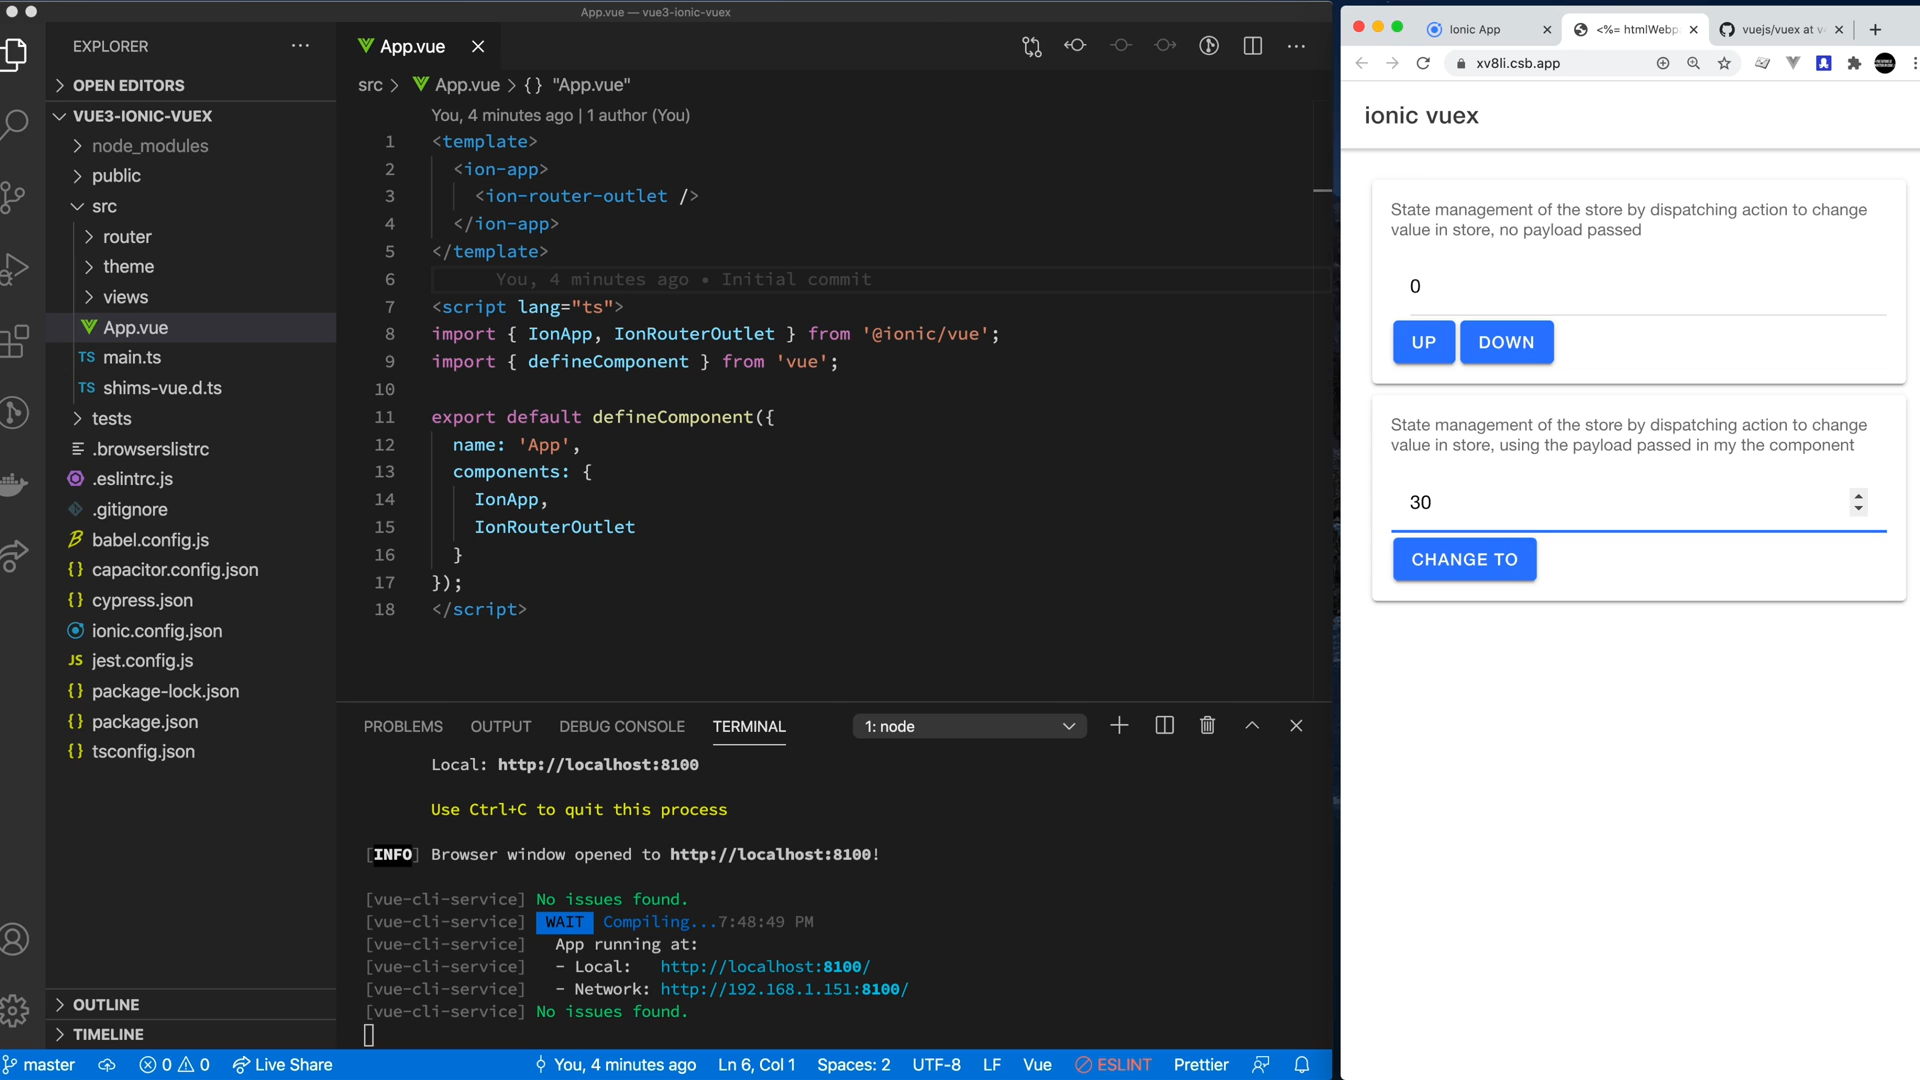 App.vue — vue3-ionic-vuex
EXPLORER
OPEN EDITORS
VUE3-IONIC-VUEX
node_modules
public
src
router
theme
views
App.vue
TS main.ts
TS shims-vue.d.ts
tests
.browserslistrc
.eslintrc.js
.gitignore
babel.config.js
{} capacitor.config.json
{} cypress.json
ionic.config.json
JS jest.config.js
{} package-lock.json
{} package.json
{} tsconfig.json
OUTLINE
TIMELINE
App.vue
src > App.vue > {} "App.vue"
You, 4 minutes ago | 1 author (You)
1 <template>
2 <ion-app>
3 <ion-router-outlet />
4 </ion-app>
5 </template>
6 You, 4 minutes ago • Initial commit
7 <script lang="ts">
8 import { IonApp, IonRouterOutlet } from '@ionic/vue';
9 import { defineComponent } from 'vue';
10
11 export default defineComponent({
12 name: 'App',
13 components: {
14 IonApp,
15 IonRouterOutlet
16 }
17 });
18 </script>
PROBLEMS OUTPUT DEBUG CONSOLE TERMINAL 1: node
Local: http://localhost:8100
Use Ctrl+C to quit this process
[INFO] Browser window opened to http://localhost:8100!
[vue-cli-service] No issues found.
[vue-cli-service] WAIT Compiling...7:48:49 PM
[vue-cli-service] App running at:
[vue-cli-service] - Local: http://localhost:8100/
[vue-cli-service] - Network: http://192.168.1.151:8100/
[vue-cli-service] No issues found.
master 0 0 Live Share You, 4 minutes ago Ln 6, Col 1 Spaces: 2 UTF-8 LF Vue ESLINT Prettier
Ionic App <%= htmlWebp vuejs/vuex at v4
xv8li.csb.app
ionic vuex
State management of the store by dispatching action to change
value in store, no payload passed
0
UP DOWN
State management of the store by dispatching action to change
value in store, using the payload passed in my the component
30
CHANGE TO